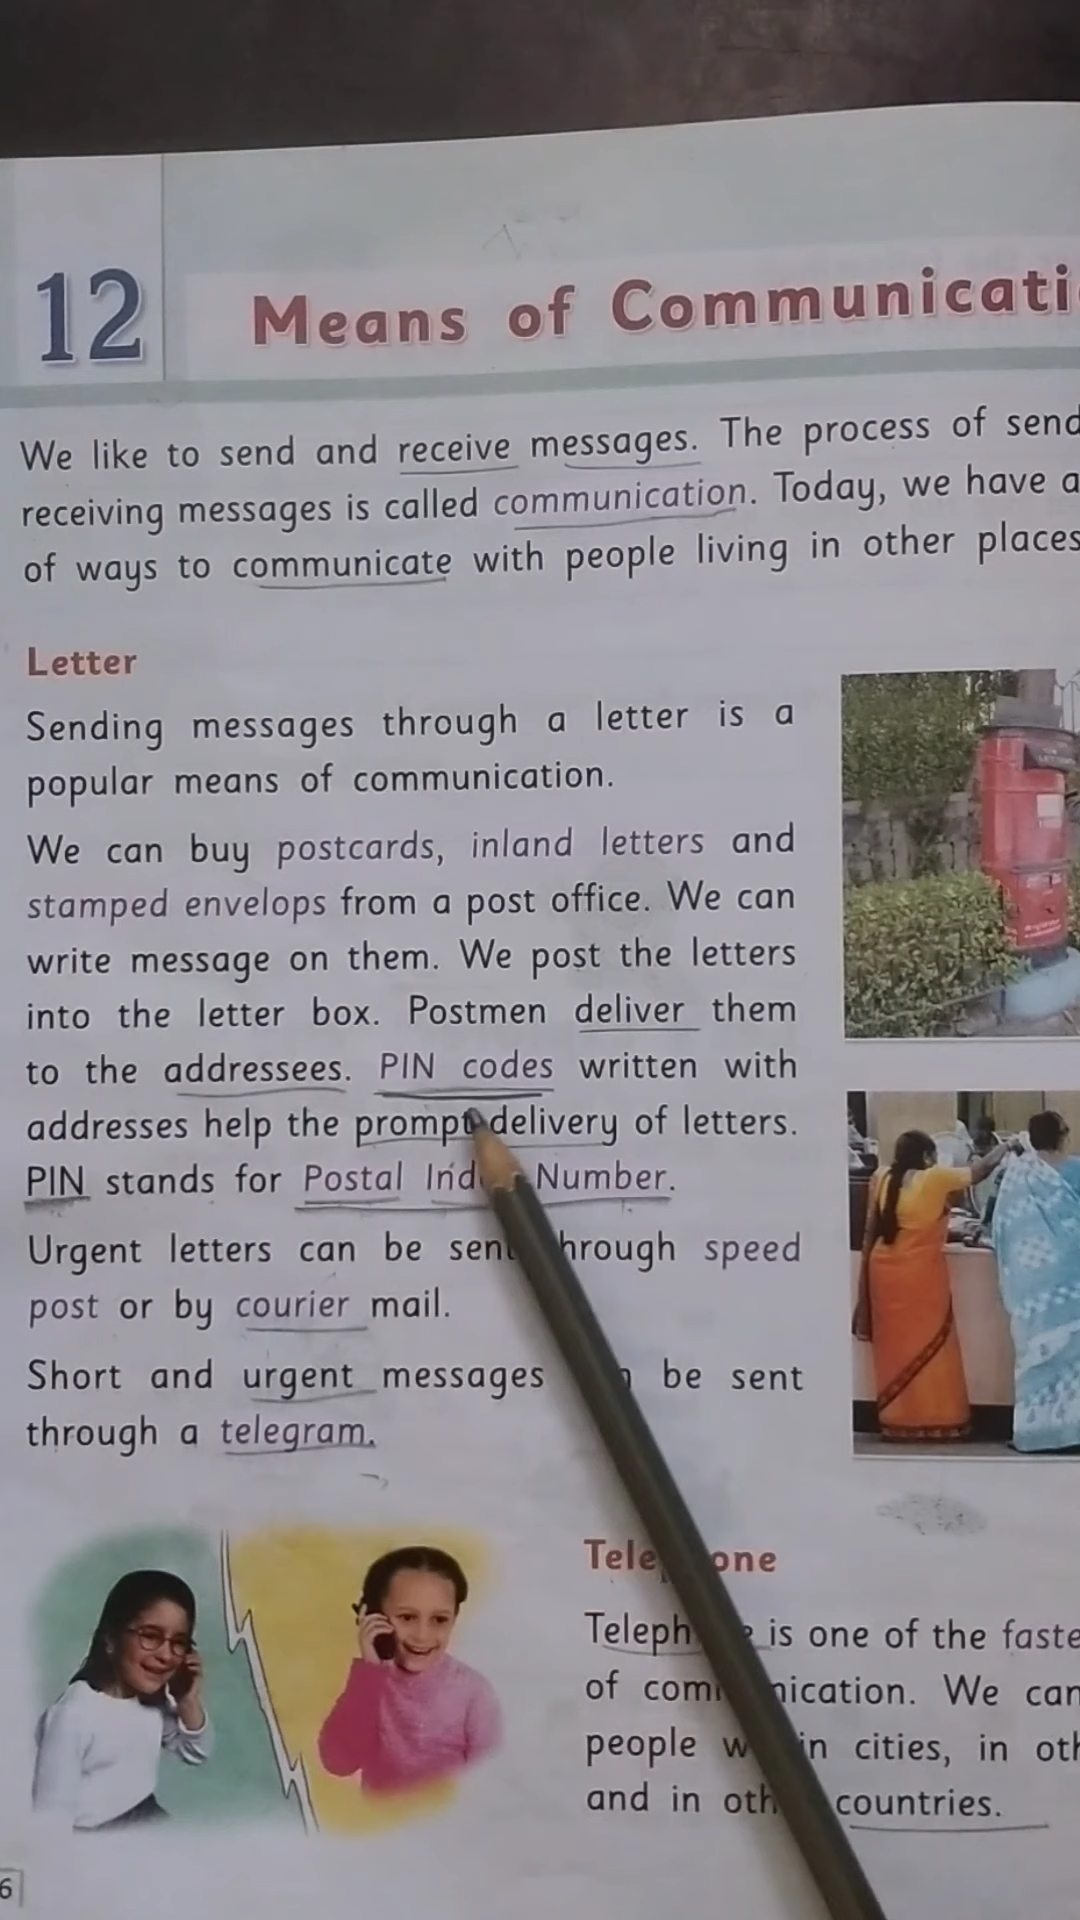 12
Means of Communicati
We like to send and receive messages. The process of send
receiving messages is called communication. Today, we have a
of ways to communicate with people living in other places
Letter
Sending messages through a letter is a
popular means of communication.
We can buy postcards, inland letters and
stamped envelops from a post office. We can
write message on them. We post the letters
into the letter box. Postmen deliver them
to the addressees. PIN codes written with
addresses help the prompt delivery of letters.
PIN stands for Postal Ind Number.
Urgent letters can be sen hrough speed
post or by courier mail.
Short and urgent messages be sent
through a telegram.
Tele one
Teleph is one of the faste
of com nication. We can
people w in cities, in oth
and in oth countries.
6